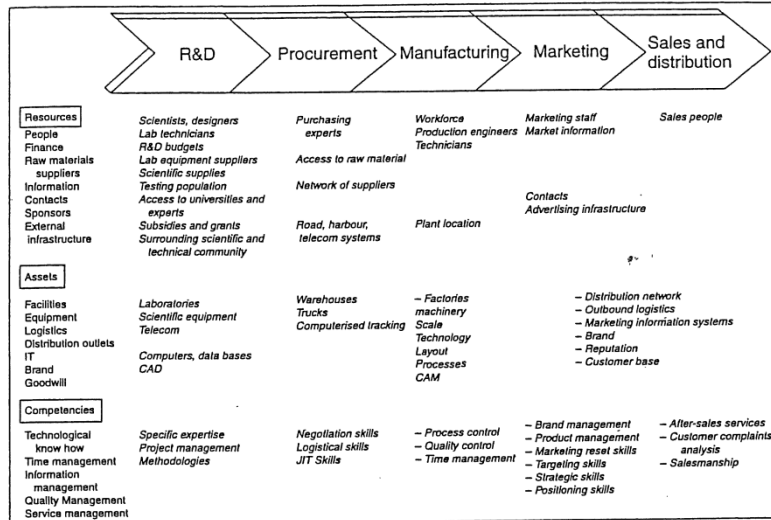 R&D
Procurement
Manufacturing
Marketing
Sales and
distribution
Resources
People
Finance
Raw materials
suppliers
Information
Contacts
Sponsors
External
infrastructure
Scientists, designers
Lab technicians
R&D budgets
Lab equipment suppliers
Scientific supplies
Testing population
Access to universities and
experts
Subsidies and grants
Surrounding scientific and
technical community
Purchasing
experts
Access to raw material
Network of suppliers
Road, harbour,
telecom systems
Workforce
Production engineers
Technicians
Plant location
Marketing staff
Market information
Contacts
Advertising infrastructure
Sales people
Assets
Facilities
Equipment
Logistics
Distribution outlets
IT
Brand
Goodwill
Laboratories
Scientific equipment
Telecom
Computers, data bases
CAD
Warehouses
Trucks
Computerised tracking
– Factories
machinery
Scale
Technology
Layout
Processes
CAM
– Distribution network
– Outbound logistics
– Marketing information systems
– Brand
– Reputation
– Customer base
Competencies
Technological
know how
Time management
Information
management
Quality Management
Service management
Specific expertise
Project management
Methodologies
Negotiation skills
Logistical skills
JIT Skills
– Process control
– Quality control
– Time management
– Brand management
– Product management
– Marketing reset skills
– Targeting skills
– Strategic skills
– Positioning skills
– After-sales services
– Customer complaints
analysis
– Salesmanship